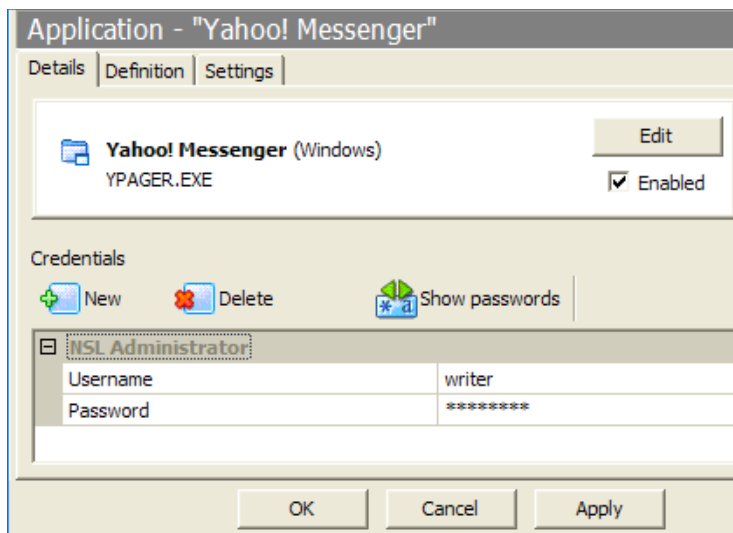 Application - "Yahoo! Messenger"
Details Definition Settings
Yahoo! Messenger (Windows) Edit
YPAGER.EXE Enabled
Credentials
New Delete Show passwords
NSL Administrator
Username writer
Password ********
OK Cancel Apply